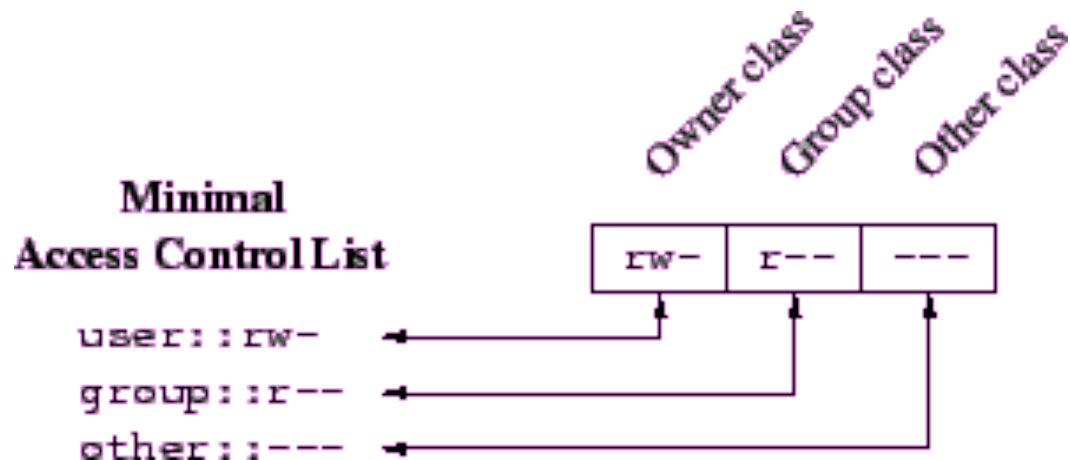 Owner class
Group class
Other class
Minimal
Access Control List
rw- r-- ---
user::rw-
group::r--
other::---